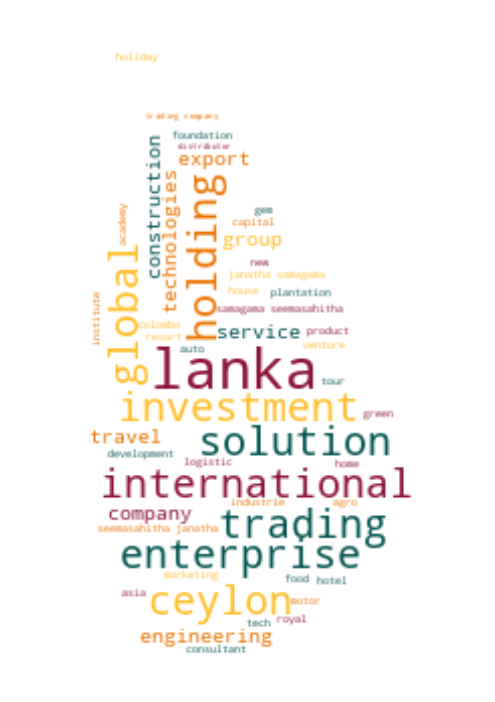 holiday
trading company
foundation
distributor
construction
export
technologies
holding
academy
gem
capital
group
global
new
janatha samagama
house
plantation
institute
samagama seemasahitha
colombo
service
product
resort
venture
auto
lanka
tour
investment
green
travel
solution
development
logistic
home
international
industrie
agro
company
trading
seemasahitha janatha
enterprise
marketing
food
hotel
asia
ceylon
motor
tech
royal
engineering
consultant